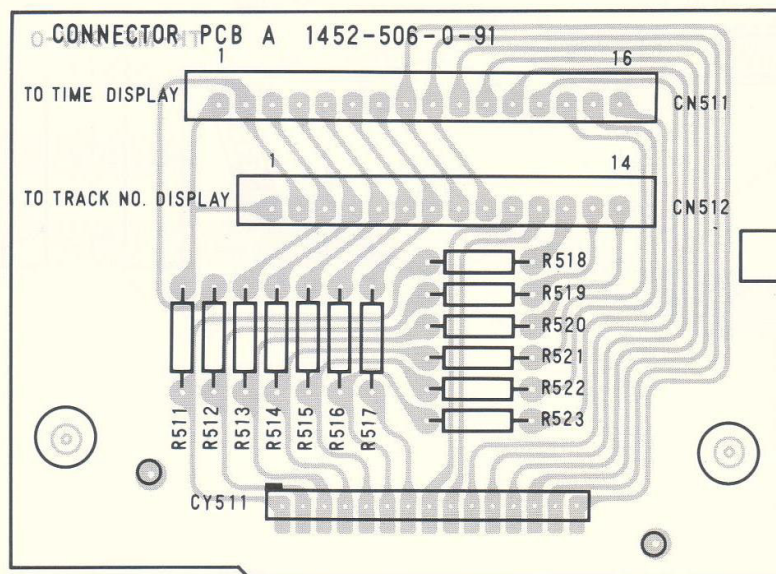 CONNECTOR PCB A 1452-506-0-91
1 16
TO TIME DISPLAY CN511
1 14
TO TRACK NO. DISPLAY CN512
R518
R519
R520
R521
R522
R523
R511
R512
R513
R514
R515
R516
R517
CY511